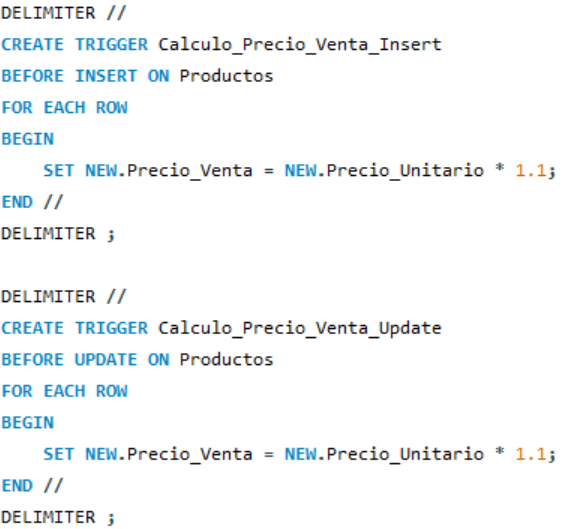 DELIMITER //
CREATE TRIGGER Calculo_Precio_Venta_Insert
BEFORE INSERT ON Productos
FOR EACH ROW
BEGIN
    SET NEW.Precio_Venta = NEW.Precio_Unitario * 1.1;
END //
DELIMITER ;

DELIMITER //
CREATE TRIGGER Calculo_Precio_Venta_Update
BEFORE UPDATE ON Productos
FOR EACH ROW
BEGIN
    SET NEW.Precio_Venta = NEW.Precio_Unitario * 1.1;
END //
DELIMITER ;